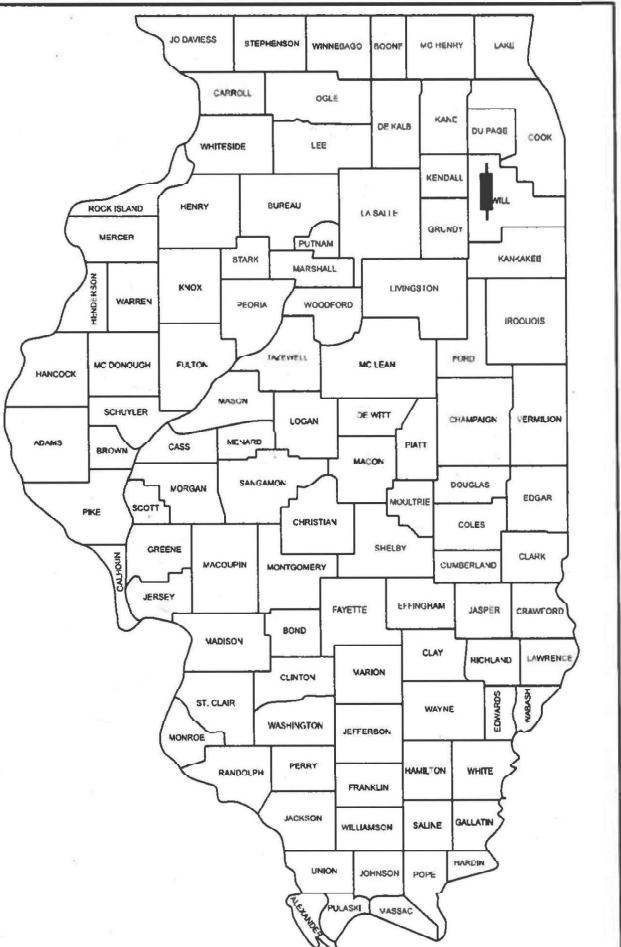 JO DAVIESS
STEPHENSON
WINNEBAGO
BOONE
MC HENRY
LAKE
CARROLL
OGLE
DE KALB
KANE
DU PAGE
COOK
WHITESIDE
LEE
KENDALL
WILL
ROCK ISLAND
HENRY
BUREAU
LA SALLE
GRUNDY
MERCER
PUTNAM
KANKAKEE
STARK
MARSHALL
HENDERSON
WARREN
KNOX
PEORIA
WOODFORD
LIVINGSTON
IROQUOIS
HANCOCK
MC DONOUGH
FULTON
TAZEWELL
MC LEAN
FORD
MASON
SCHUYLER
LOGAN
DE WITT
CHAMPAIGN
VERMILION
ADAMS
BROWN
CASS
MENARD
PIATT
MACON
MORGAN
SANGAMON
DOUGLAS
EDGAR
PIKE
SCOTT
CHRISTIAN
MOULTRIE
COLES
GREENE
MACOUPIN
MONTGOMERY
SHELBY
CUMBERLAND
CLARK
CALHOUN
JERSEY
FAYETTE
EFFINGHAM
JASPER
CRAWFORD
MADISON
BOND
CLAY
RICHLAND
LAWRENCE
CLINTON
MARION
ST. CLAIR
WAYNE
EDWARDS
WABASH
MONROE
WASHINGTON
JEFFERSON
RANDOLPH
PERRY
HAMILTON
WHITE
FRANKLIN
JACKSON
WILLIAMSON
SALINE
GALLATIN
UNION
JOHNSON
POPE
HARDIN
ALEXANDER
PULASKI
MASSAC